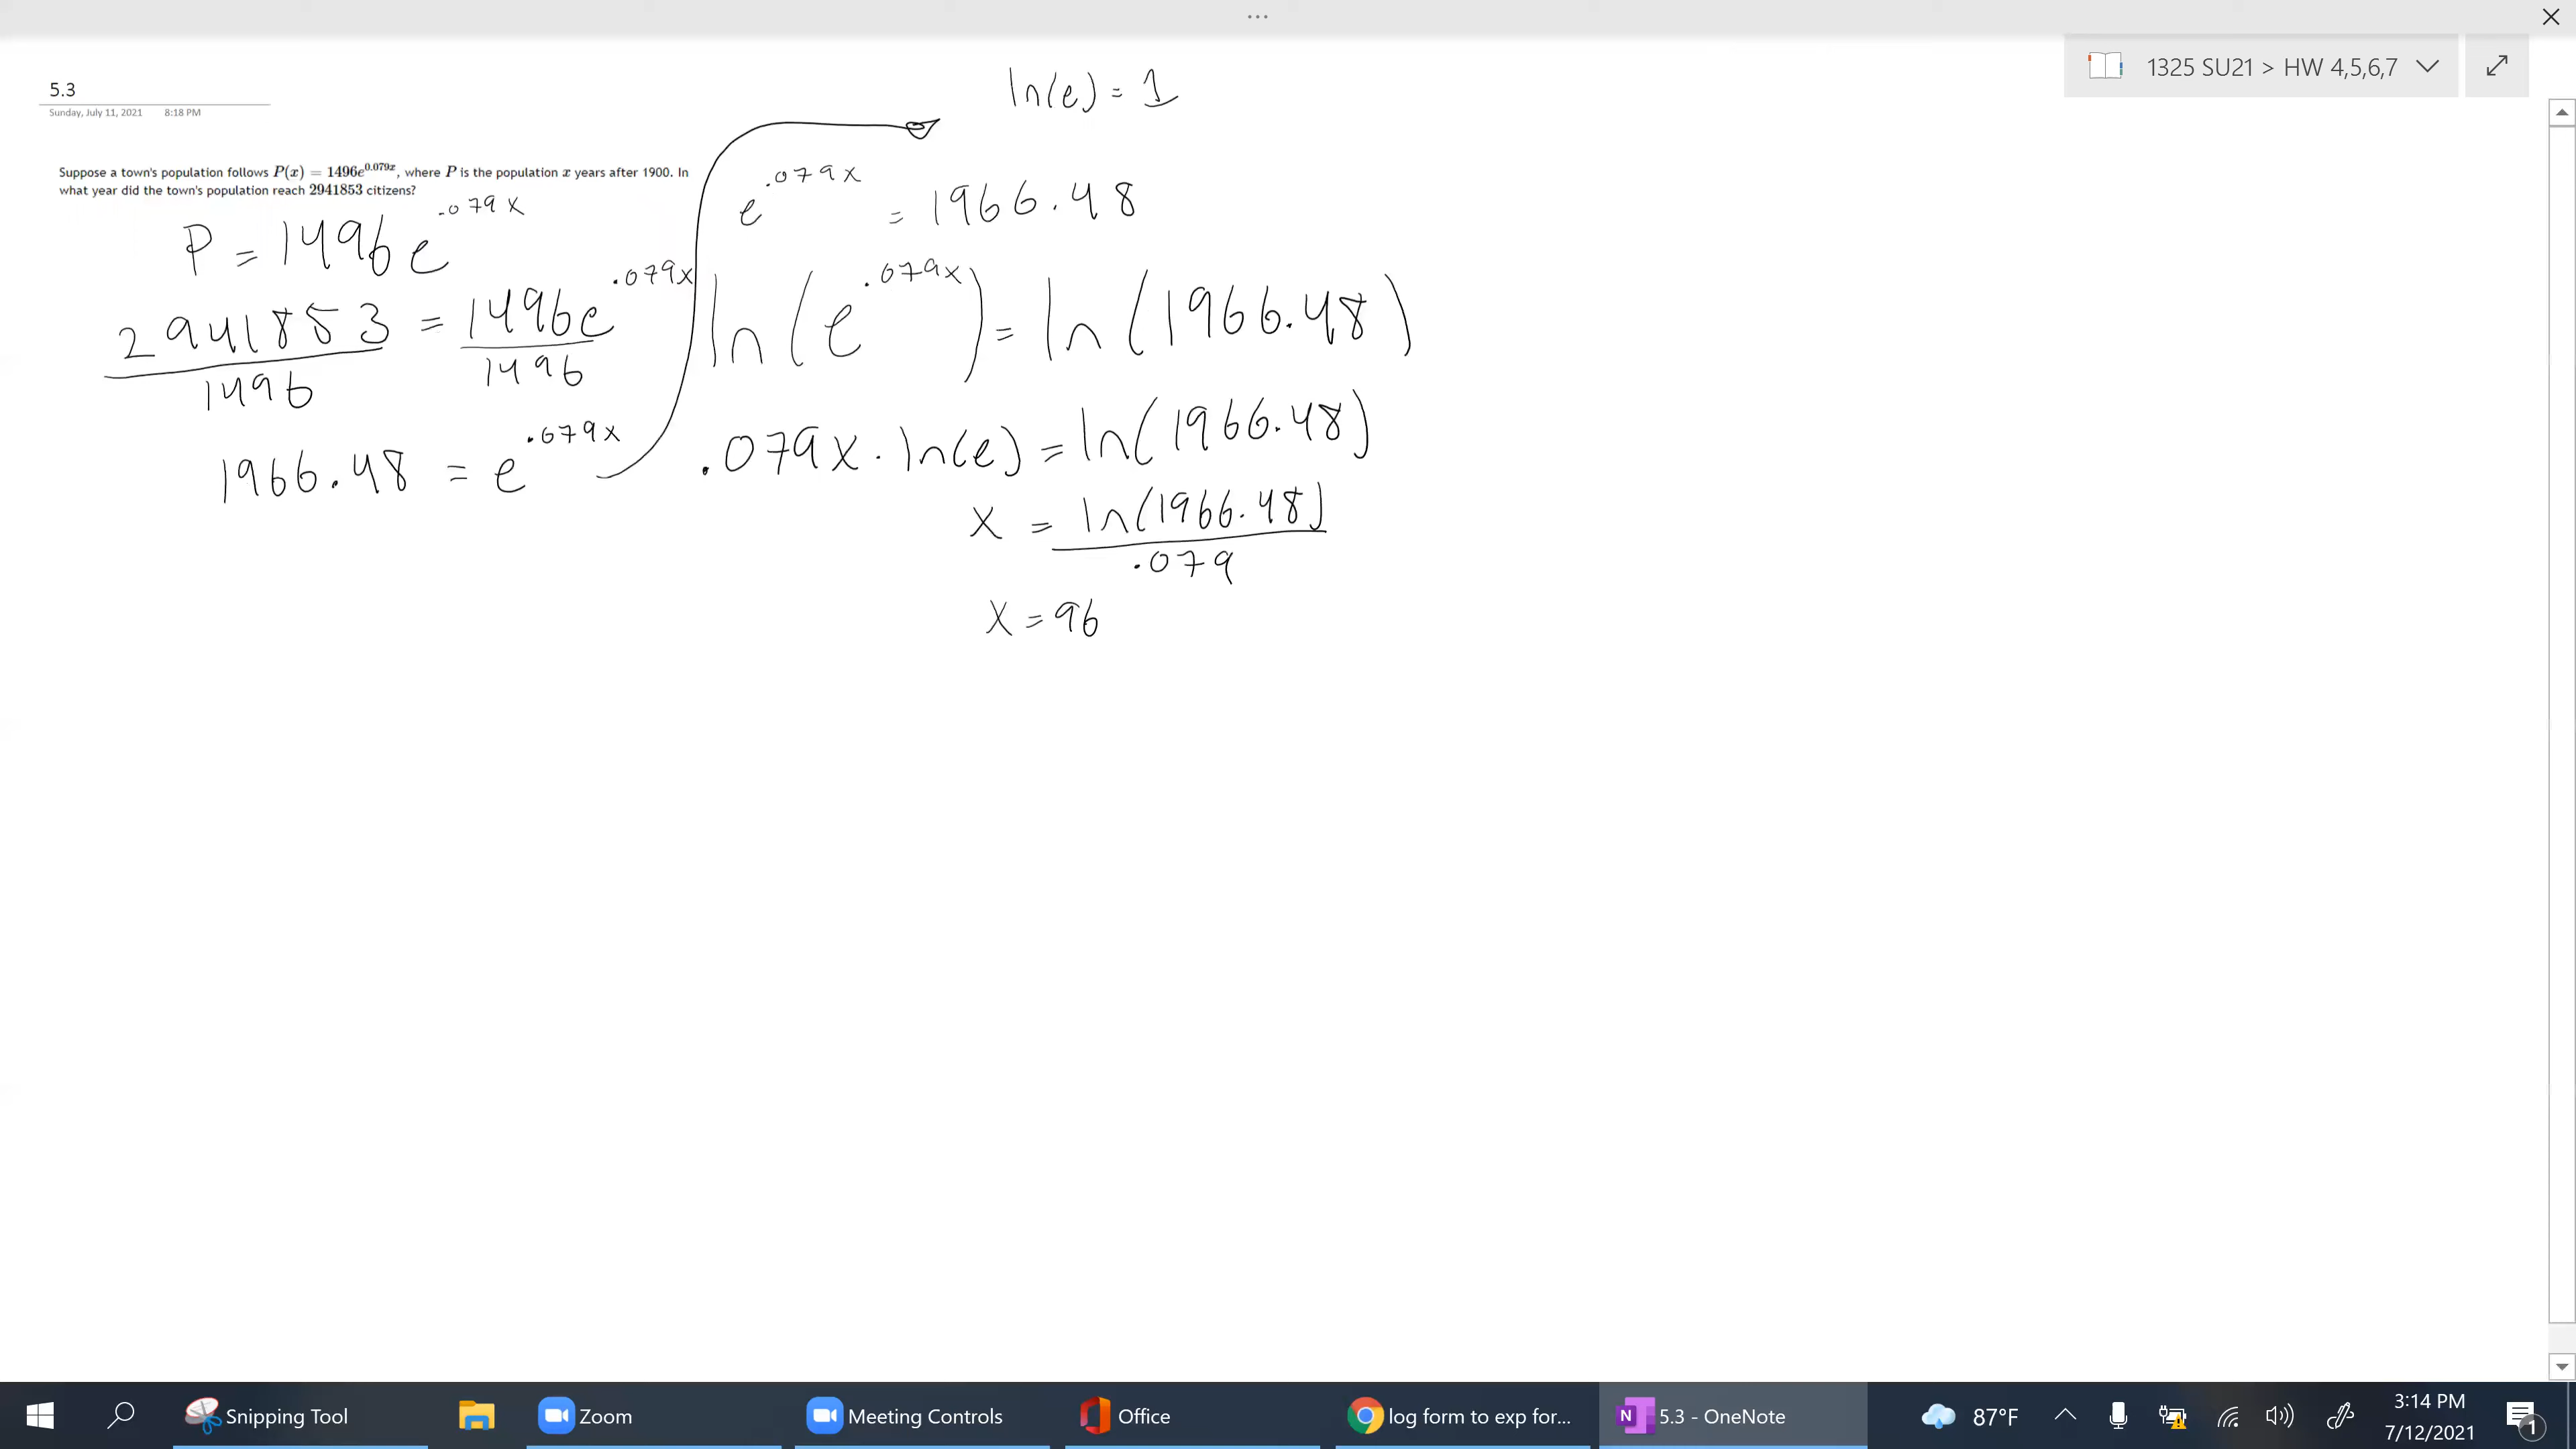 ...
1325 SU21 > HW 4,5,6,7
5.3
Sunday, July 11, 2021 8:18 PM
Suppose a town's population follows P(x) = 1496e^0.079x, where P is the population x years after 1900. In
what year did the town's population reach 2941853 citizens?
P = 1496e^.079x
2941853/1496 = 1496e^.079x/1496
1966.48 = e^.079x
ln(e) = 1
e^.079x = 1966.48
ln(e^.079x) = ln(1966.48)
.079x · ln(e) = ln(1966.48)
x = ln(1966.48)/.079
x = 96
Snipping Tool
Zoom
Meeting Controls
Office
log form to exp for...
N
5.3 - OneNote
87°F
3:14 PM
7/12/2021
1